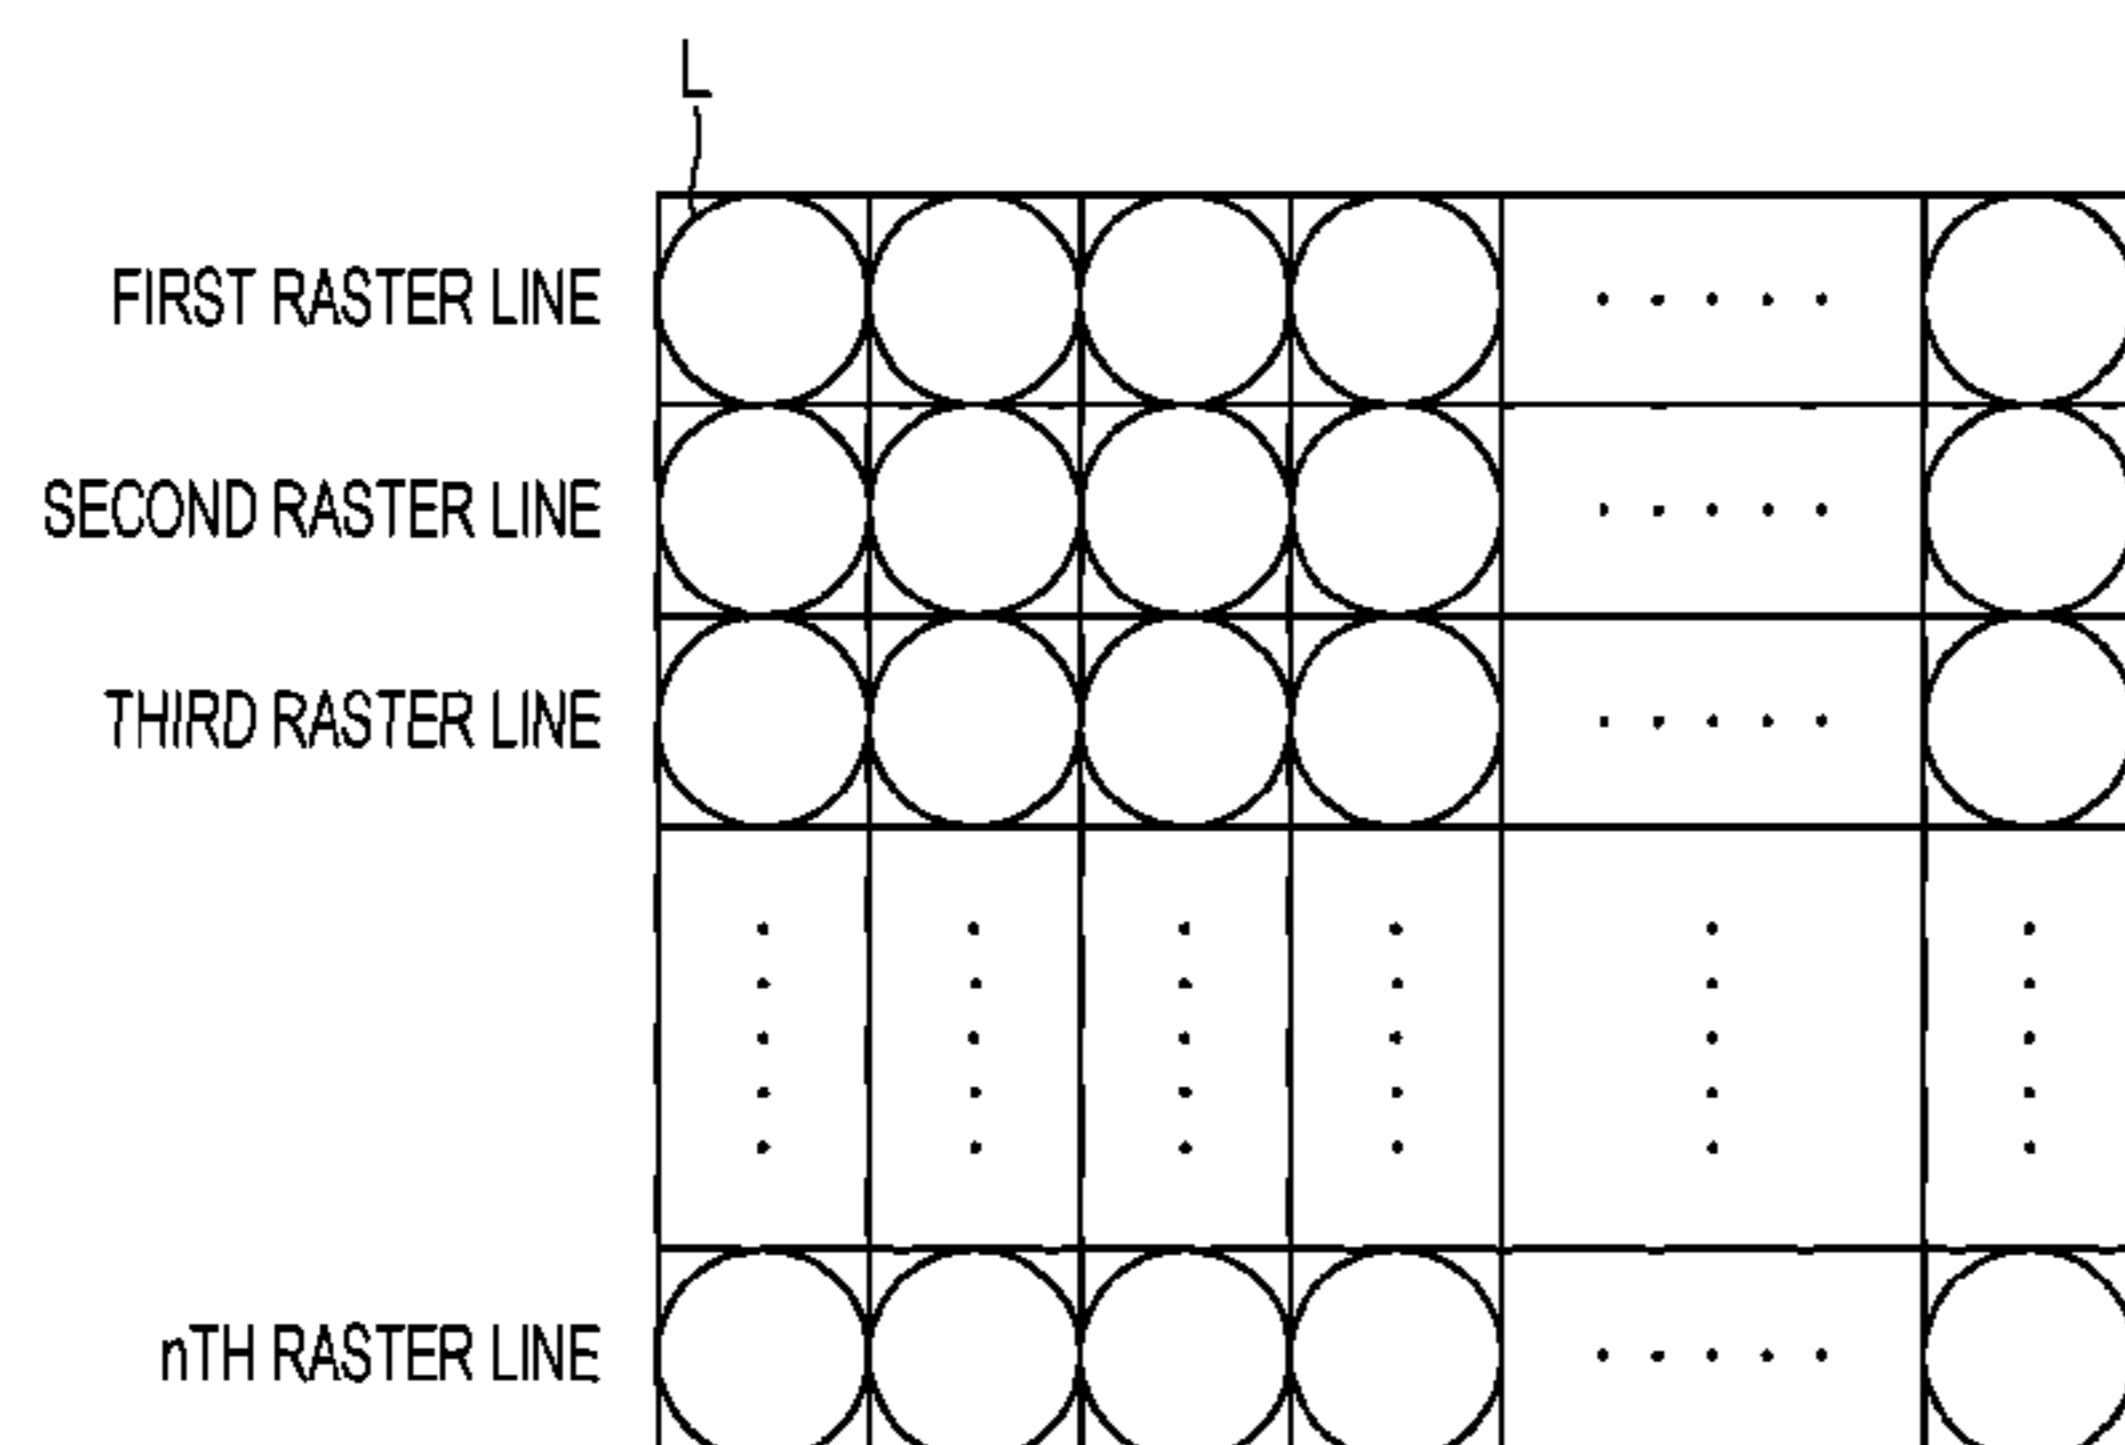 L
FIRST RASTER LINE
SECOND RASTER LINE
THIRD RASTER LINE
nTH RASTER LINE